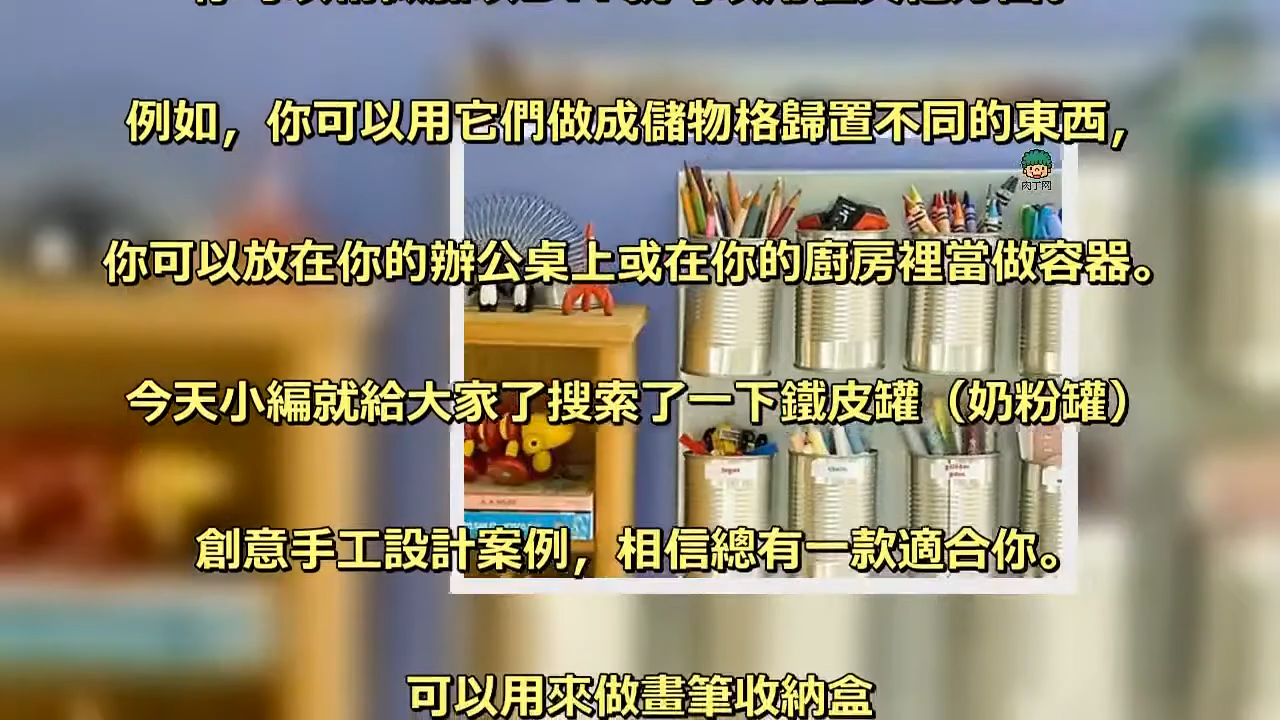 例如，你可以用它們做成儲物格歸置不同的東西，
肉丁网
你可以放在你的辦公桌上或在你的廚房裡當做容器。
今天小編就給大家了搜索了一下鐵皮罐（奶粉罐）
創意手工設計案例，相信總有一款適合你。
可以用來做畫筆收納盒